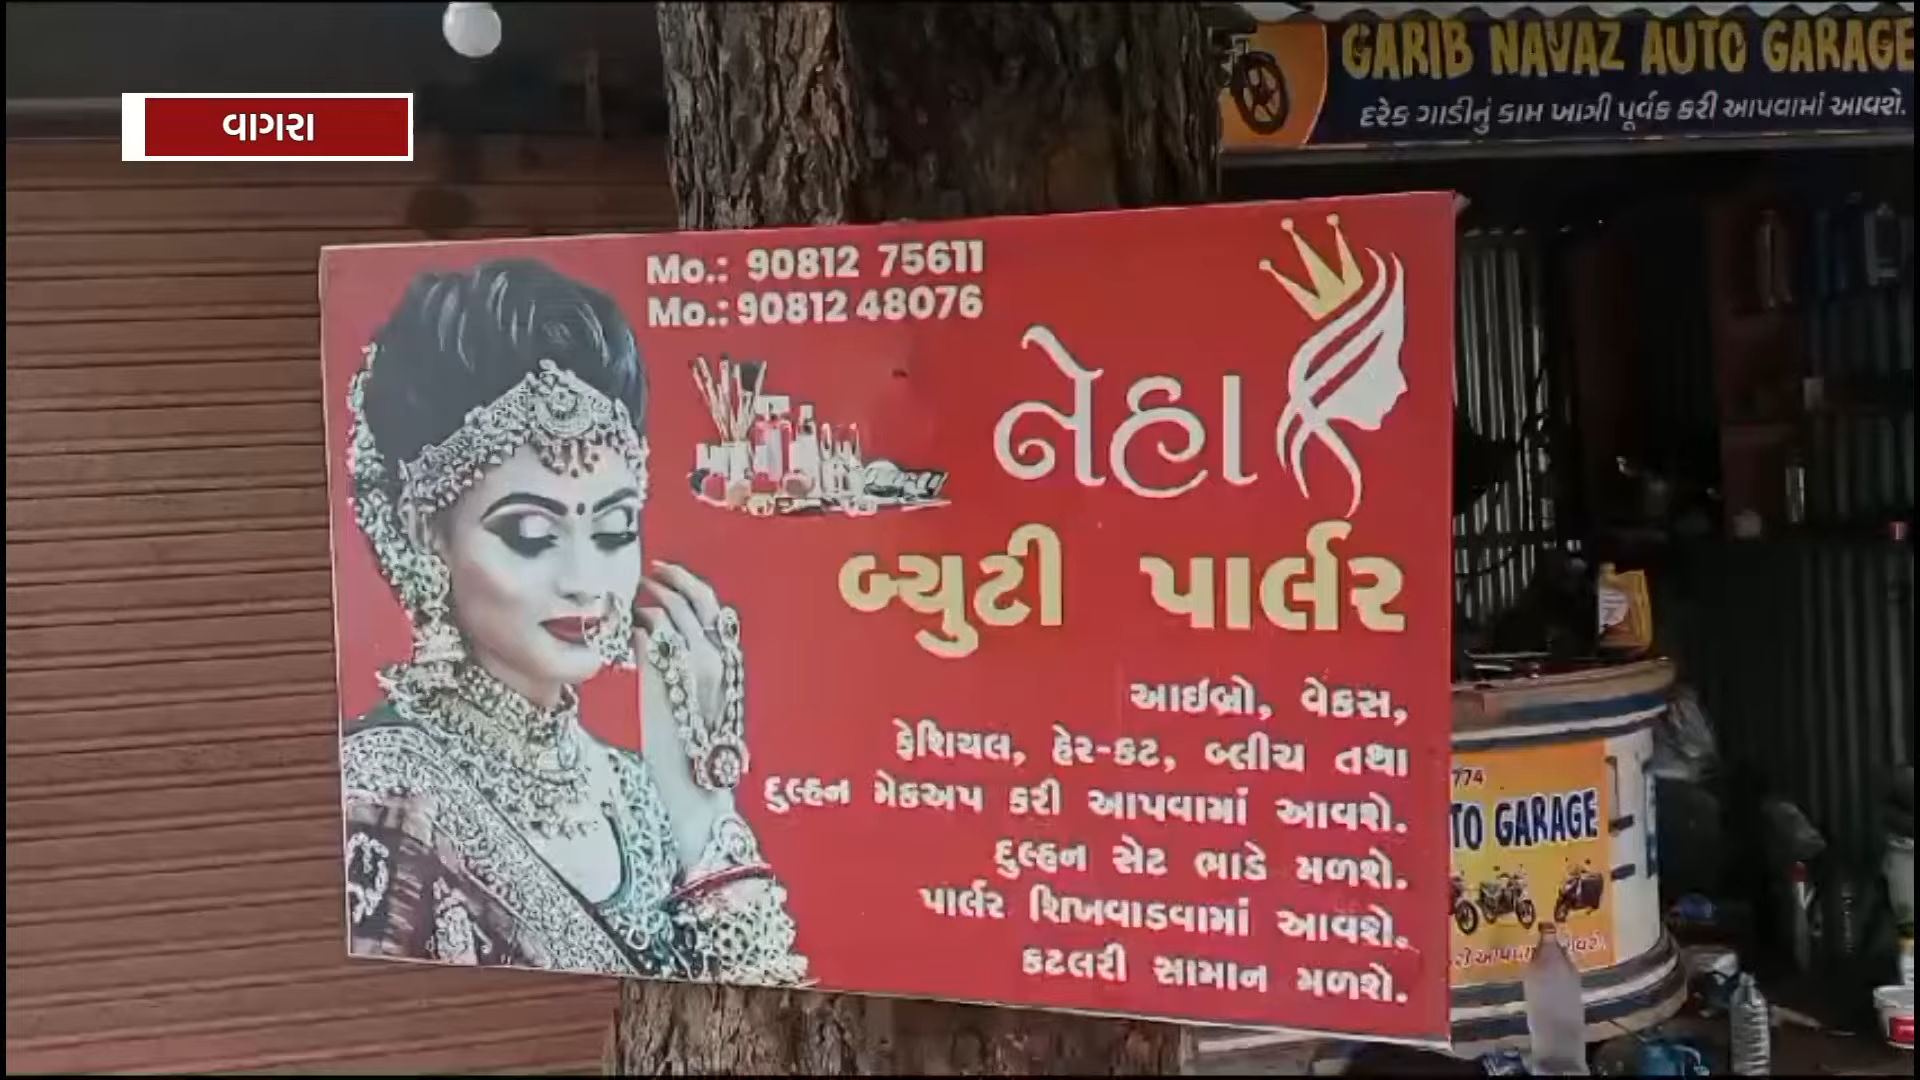 વાગરા
GARIB NAVAZ AUTO GARAGE
દરેક ગાડીનું કામ ખાત્રી પૂર્વક કરી આપવામાં આવશે.
Mo.: 90812 75611
Mo.: 90812 48076
નેહા
બ્યુટી પાર્લર
આઈબ્રો, વેકસ,
ફેશિયલ, હેર-કટ, બ્લીચ તથા
દુલ્હન મેકઅપ કરી આપવામાં આવશે.
દુલ્હન સેટ ભાડે મળશે.
પાર્લર શિખવાડવામાં આવશે.
કટલરી સામાન મળશે.
774
TO GARAGE